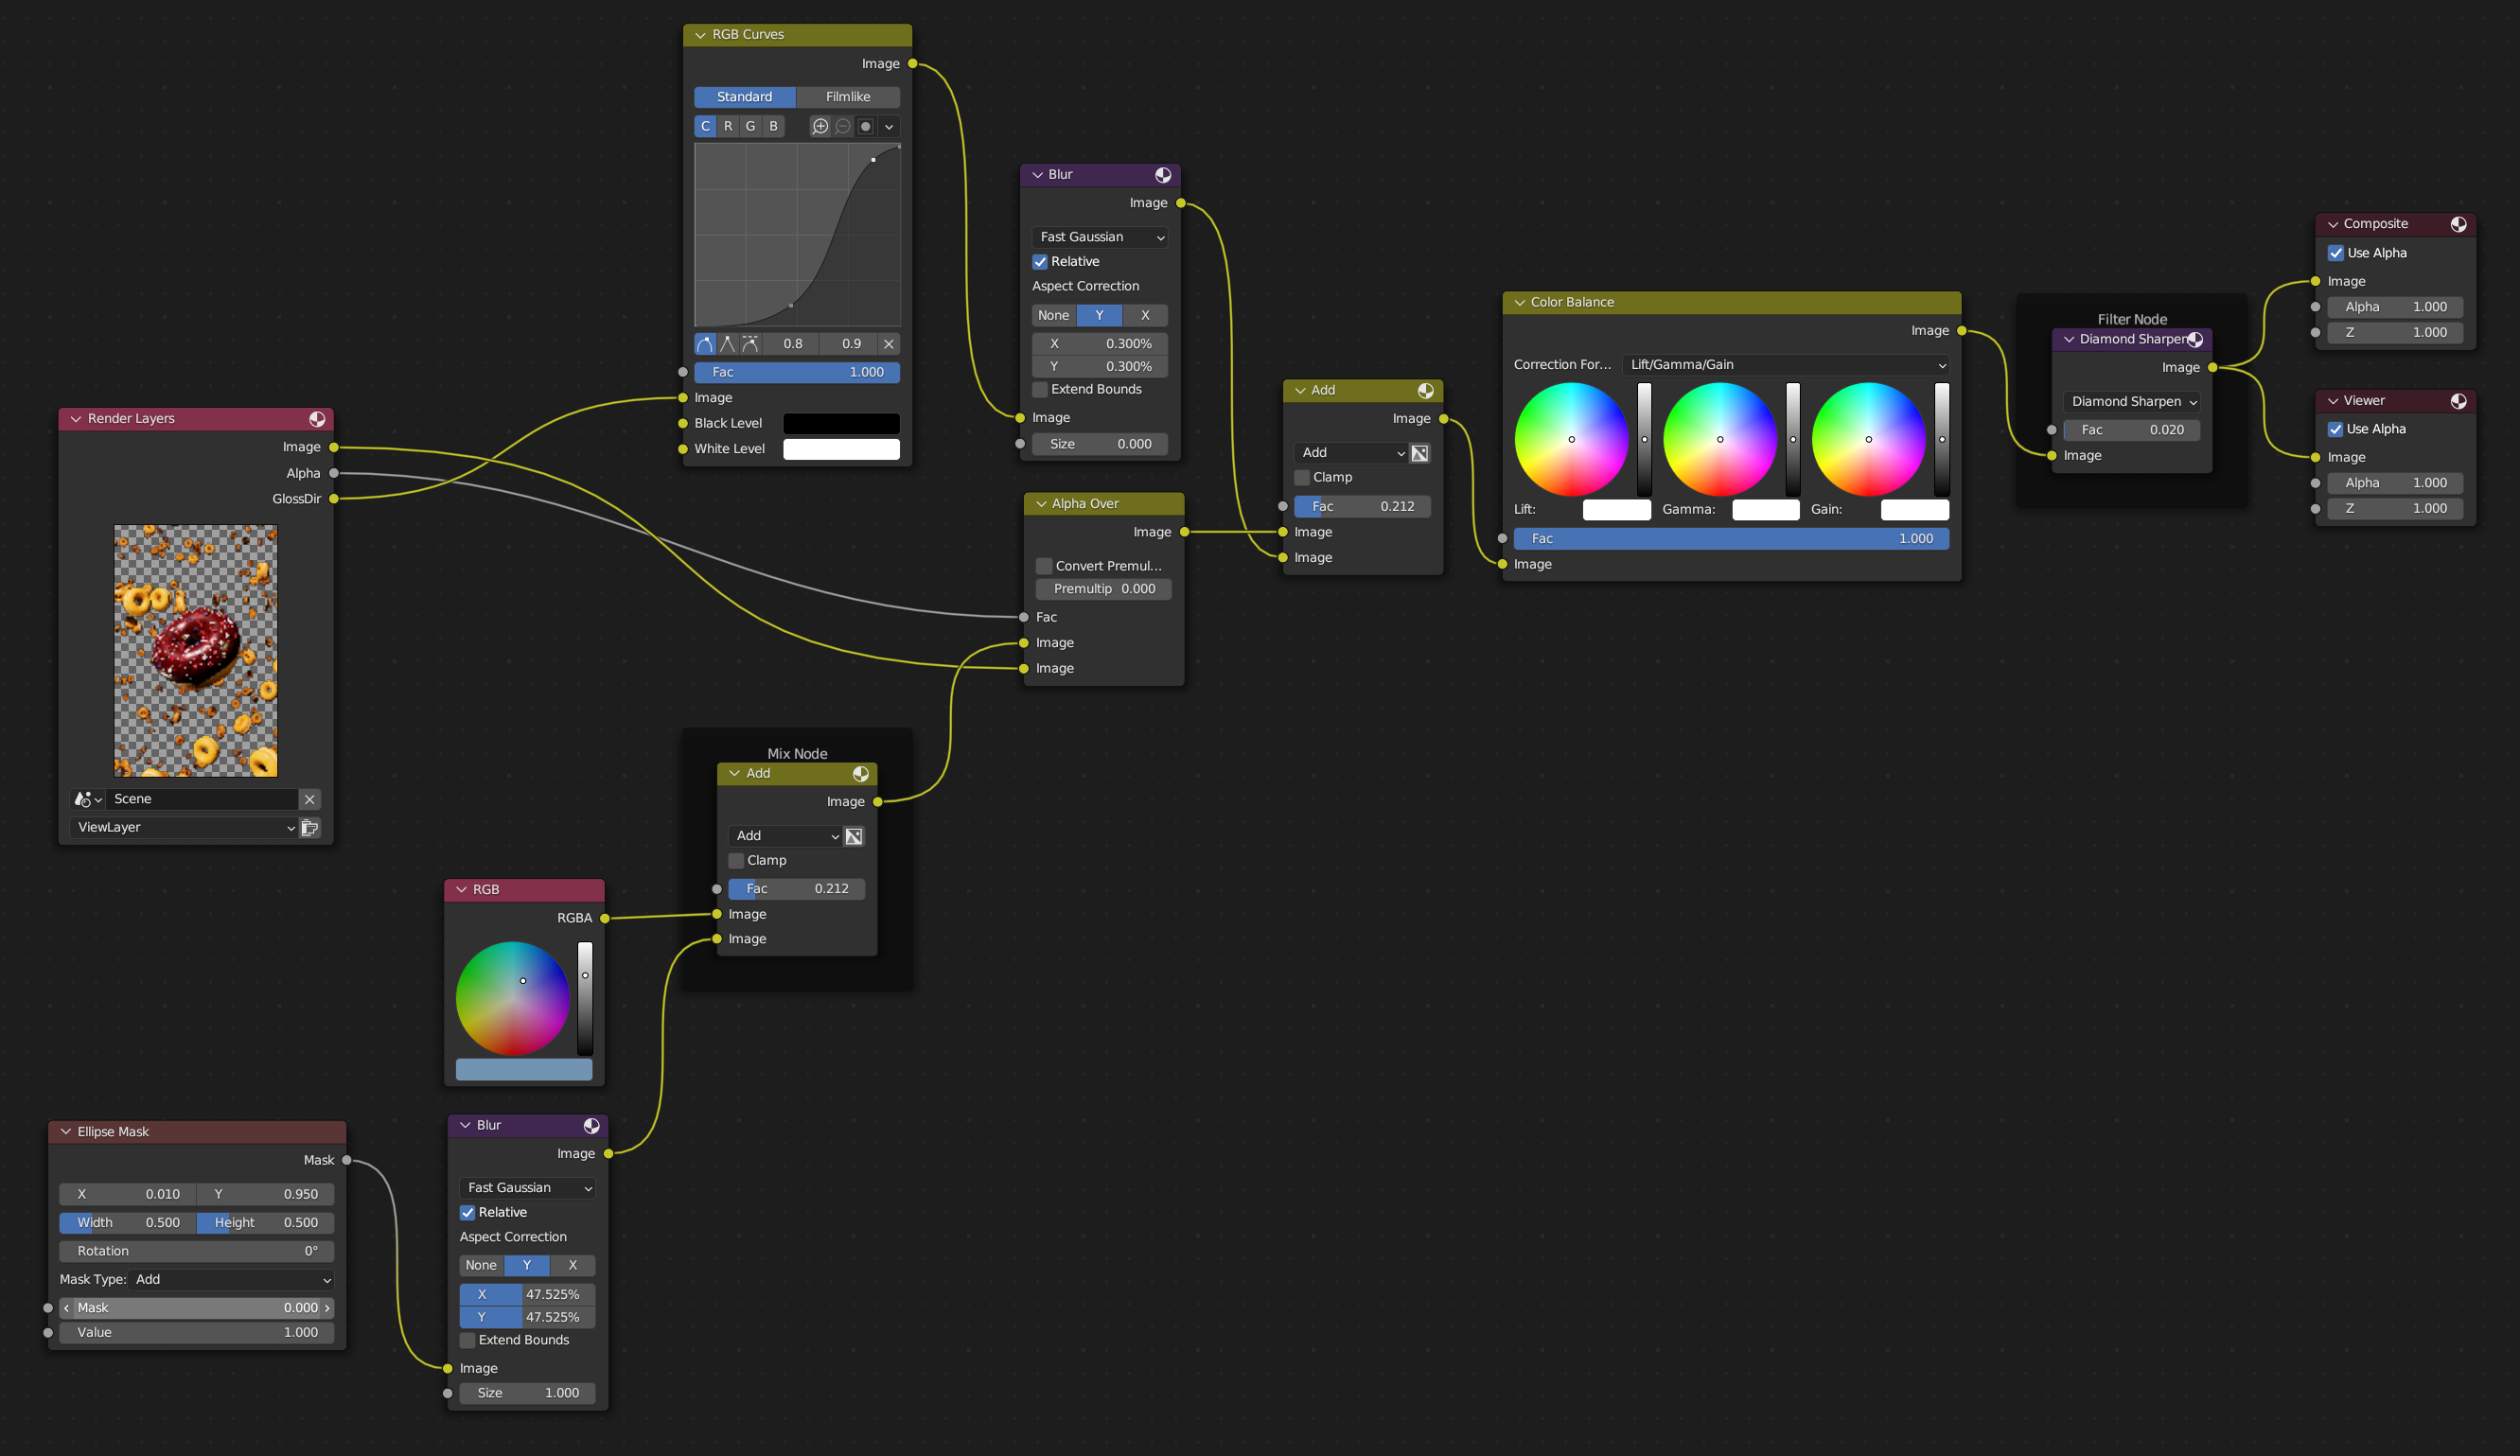 RGB Curves
Image
Standard Filmlike
C R G B
0.8 0.9
Fac 1.000
Image
Black Level
White Level
Blur
Image
Fast Gaussian
Relative
Aspect Correction
None Y X
X 0.300%
Y 0.300%
Extend Bounds
Image
Size 0.000
Composite
Use Alpha
Image
Alpha 1.000
Z 1.000
Color Balance
Image
Correction For... Lift/Gamma/Gain
Lift: Gamma: Gain:
Fac 1.000
Image
Filter Node
Diamond Sharpen
Image
Diamond Sharpen
Fac 0.020
Image
Viewer
Use Alpha
Image
Alpha 1.000
Z 1.000
Add
Image
Add
Clamp
Fac 0.212
Image
Image
Render Layers
Image
Alpha
GlossDir
Scene
ViewLayer
Alpha Over
Image
Convert Premul...
Premultip 0.000
Fac
Image
Image
Mix Node
Add
Image
Add
Clamp
Fac 0.212
Image
Image
RGB
RGBA
Ellipse Mask
Mask
X 0.010 Y 0.950
Width 0.500 Height 0.500
Rotation 0°
Mask Type: Add
Mask 0.000
Value 1.000
Blur
Image
Fast Gaussian
Relative
Aspect Correction
None Y X
X 47.525%
Y 47.525%
Extend Bounds
Image
Size 1.000